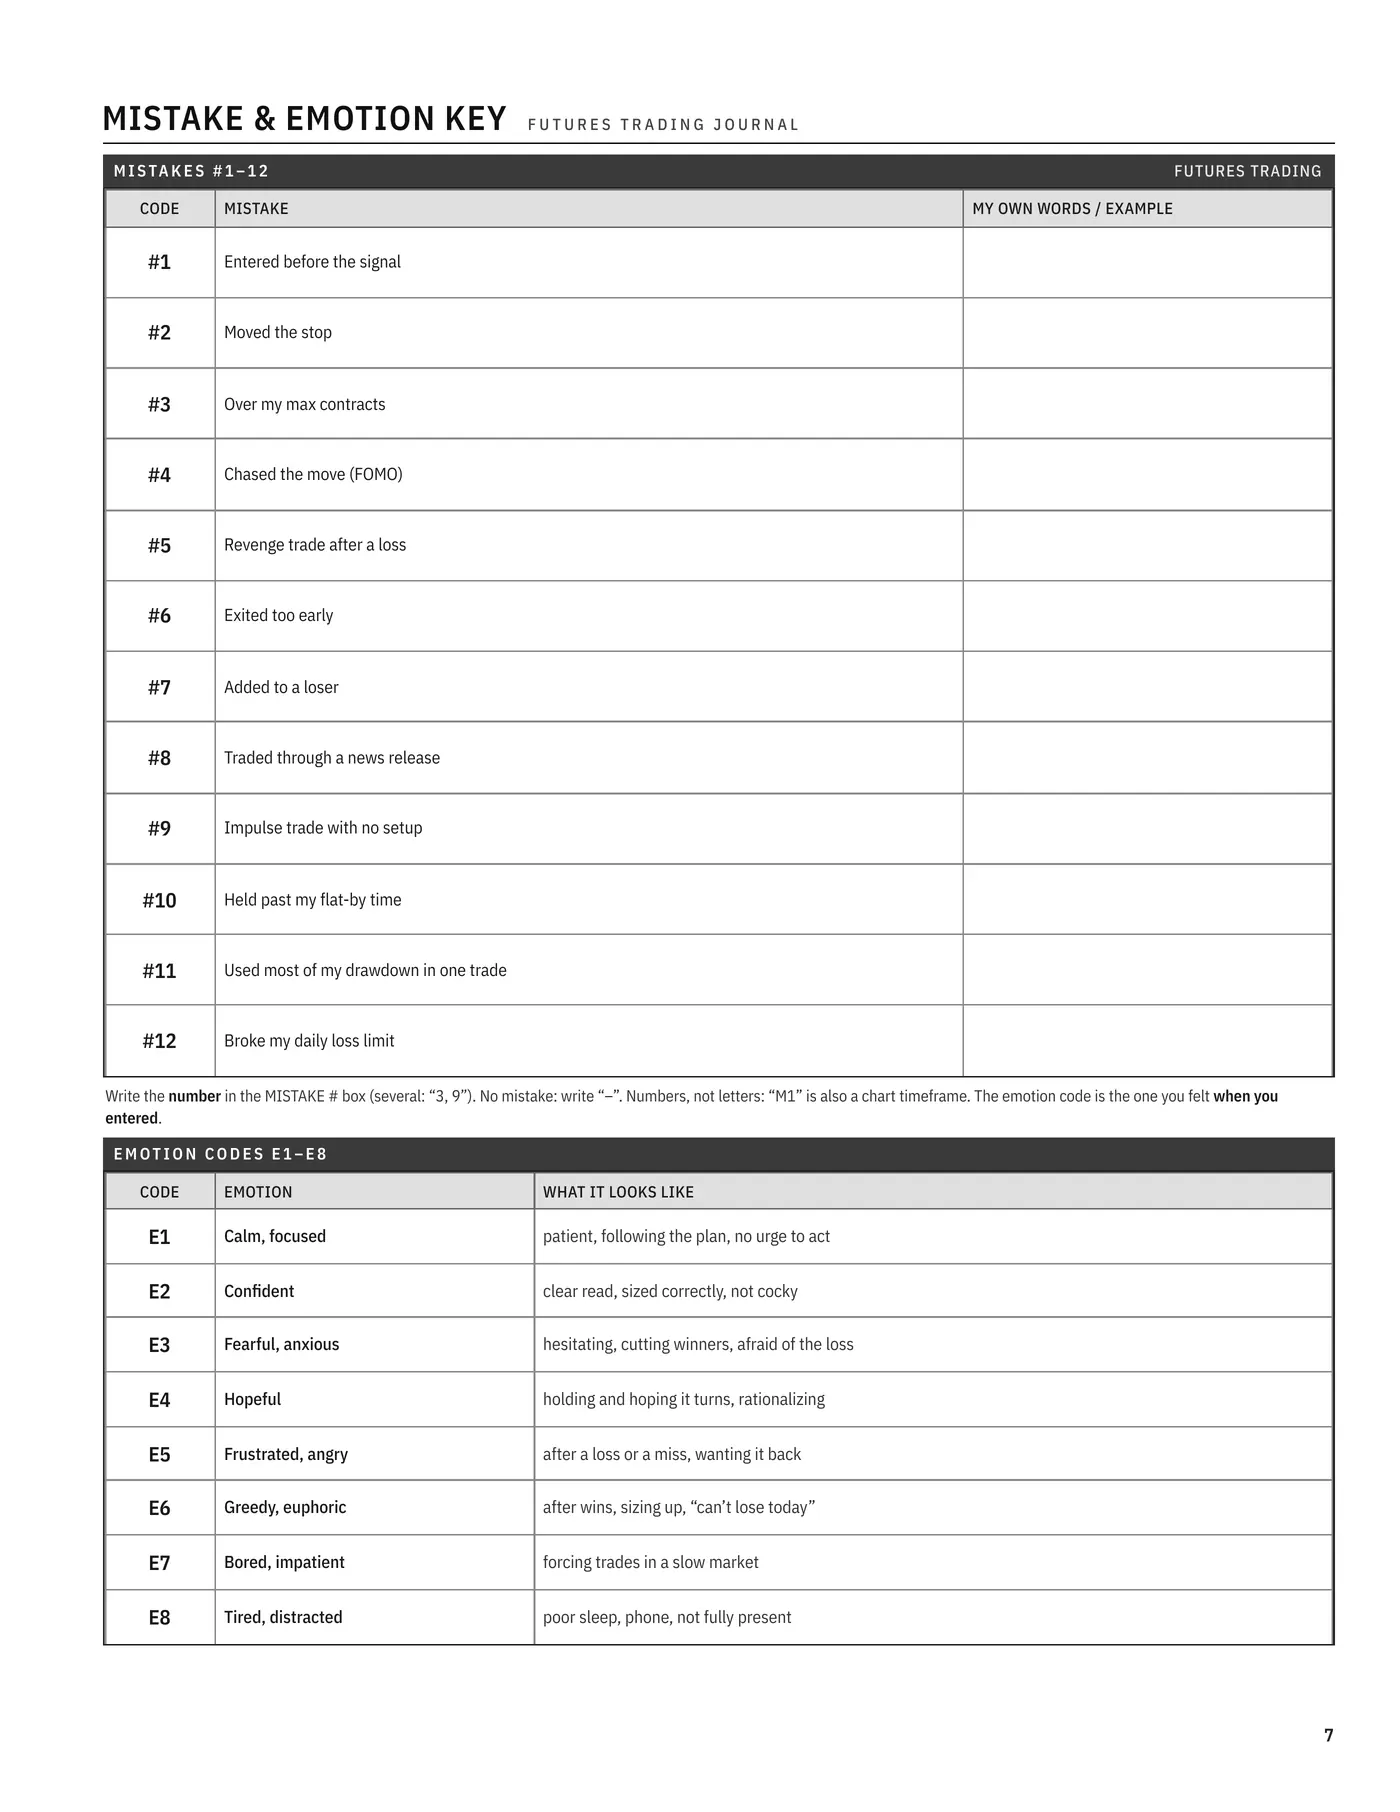 MISTAKE & EMOTION KEY FUTURES TRADING JOURNAL
MISTAKES #1–12 FUTURES TRADING
CODE MISTAKE MY OWN WORDS / EXAMPLE
#1 Entered before the signal
#2 Moved the stop
#3 Over my max contracts
#4 Chased the move (FOMO)
#5 Revenge trade after a loss
#6 Exited too early
#7 Added to a loser
#8 Traded through a news release
#9 Impulse trade with no setup
#10 Held past my flat-by time
#11 Used most of my drawdown in one trade
#12 Broke my daily loss limit
Write the number in the MISTAKE # box (several: “3, 9”). No mistake: write “–”. Numbers, not letters: “M1” is also a chart timeframe. The emotion code is the one you felt when you
entered.
EMOTION CODES E1–E8
CODE EMOTION WHAT IT LOOKS LIKE
E1 Calm, focused patient, following the plan, no urge to act
E2 Confident clear read, sized correctly, not cocky
E3 Fearful, anxious hesitating, cutting winners, afraid of the loss
E4 Hopeful holding and hoping it turns, rationalizing
E5 Frustrated, angry after a loss or a miss, wanting it back
E6 Greedy, euphoric after wins, sizing up, “can’t lose today”
E7 Bored, impatient forcing trades in a slow market
E8 Tired, distracted poor sleep, phone, not fully present
7